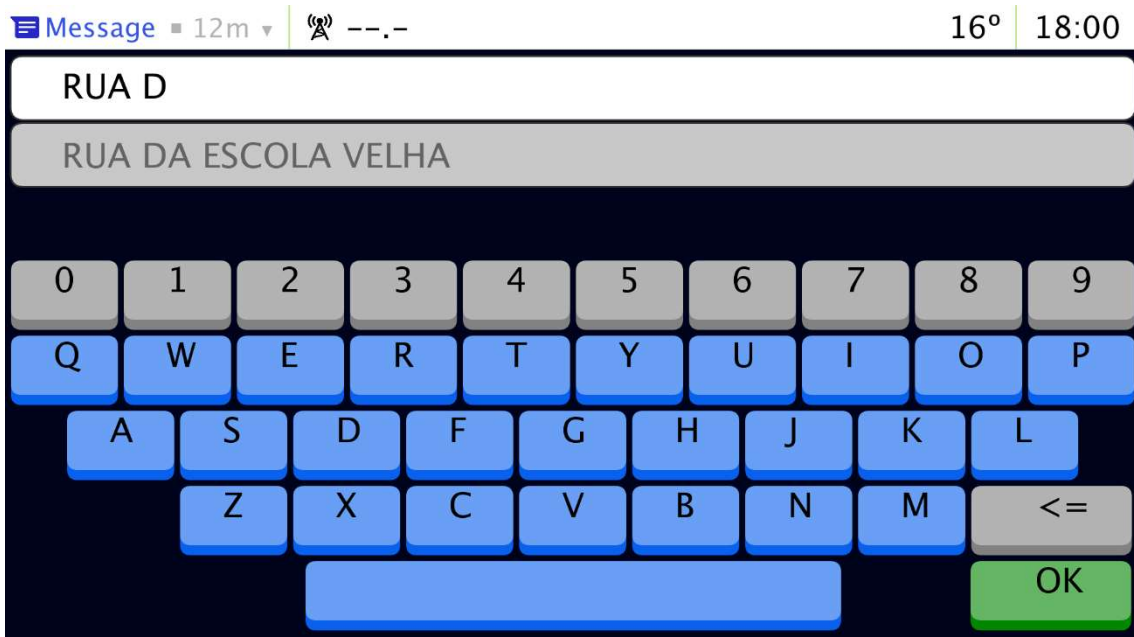 Message ▪ 12m ▾ --.- 16º 18:00
RUA D
RUA DA ESCOLA VELHA
0 1 2 3 4 5 6 7 8 9
Q W E R T Y U I O P
A S D F G H J K L
Z X C V B N M <=
OK